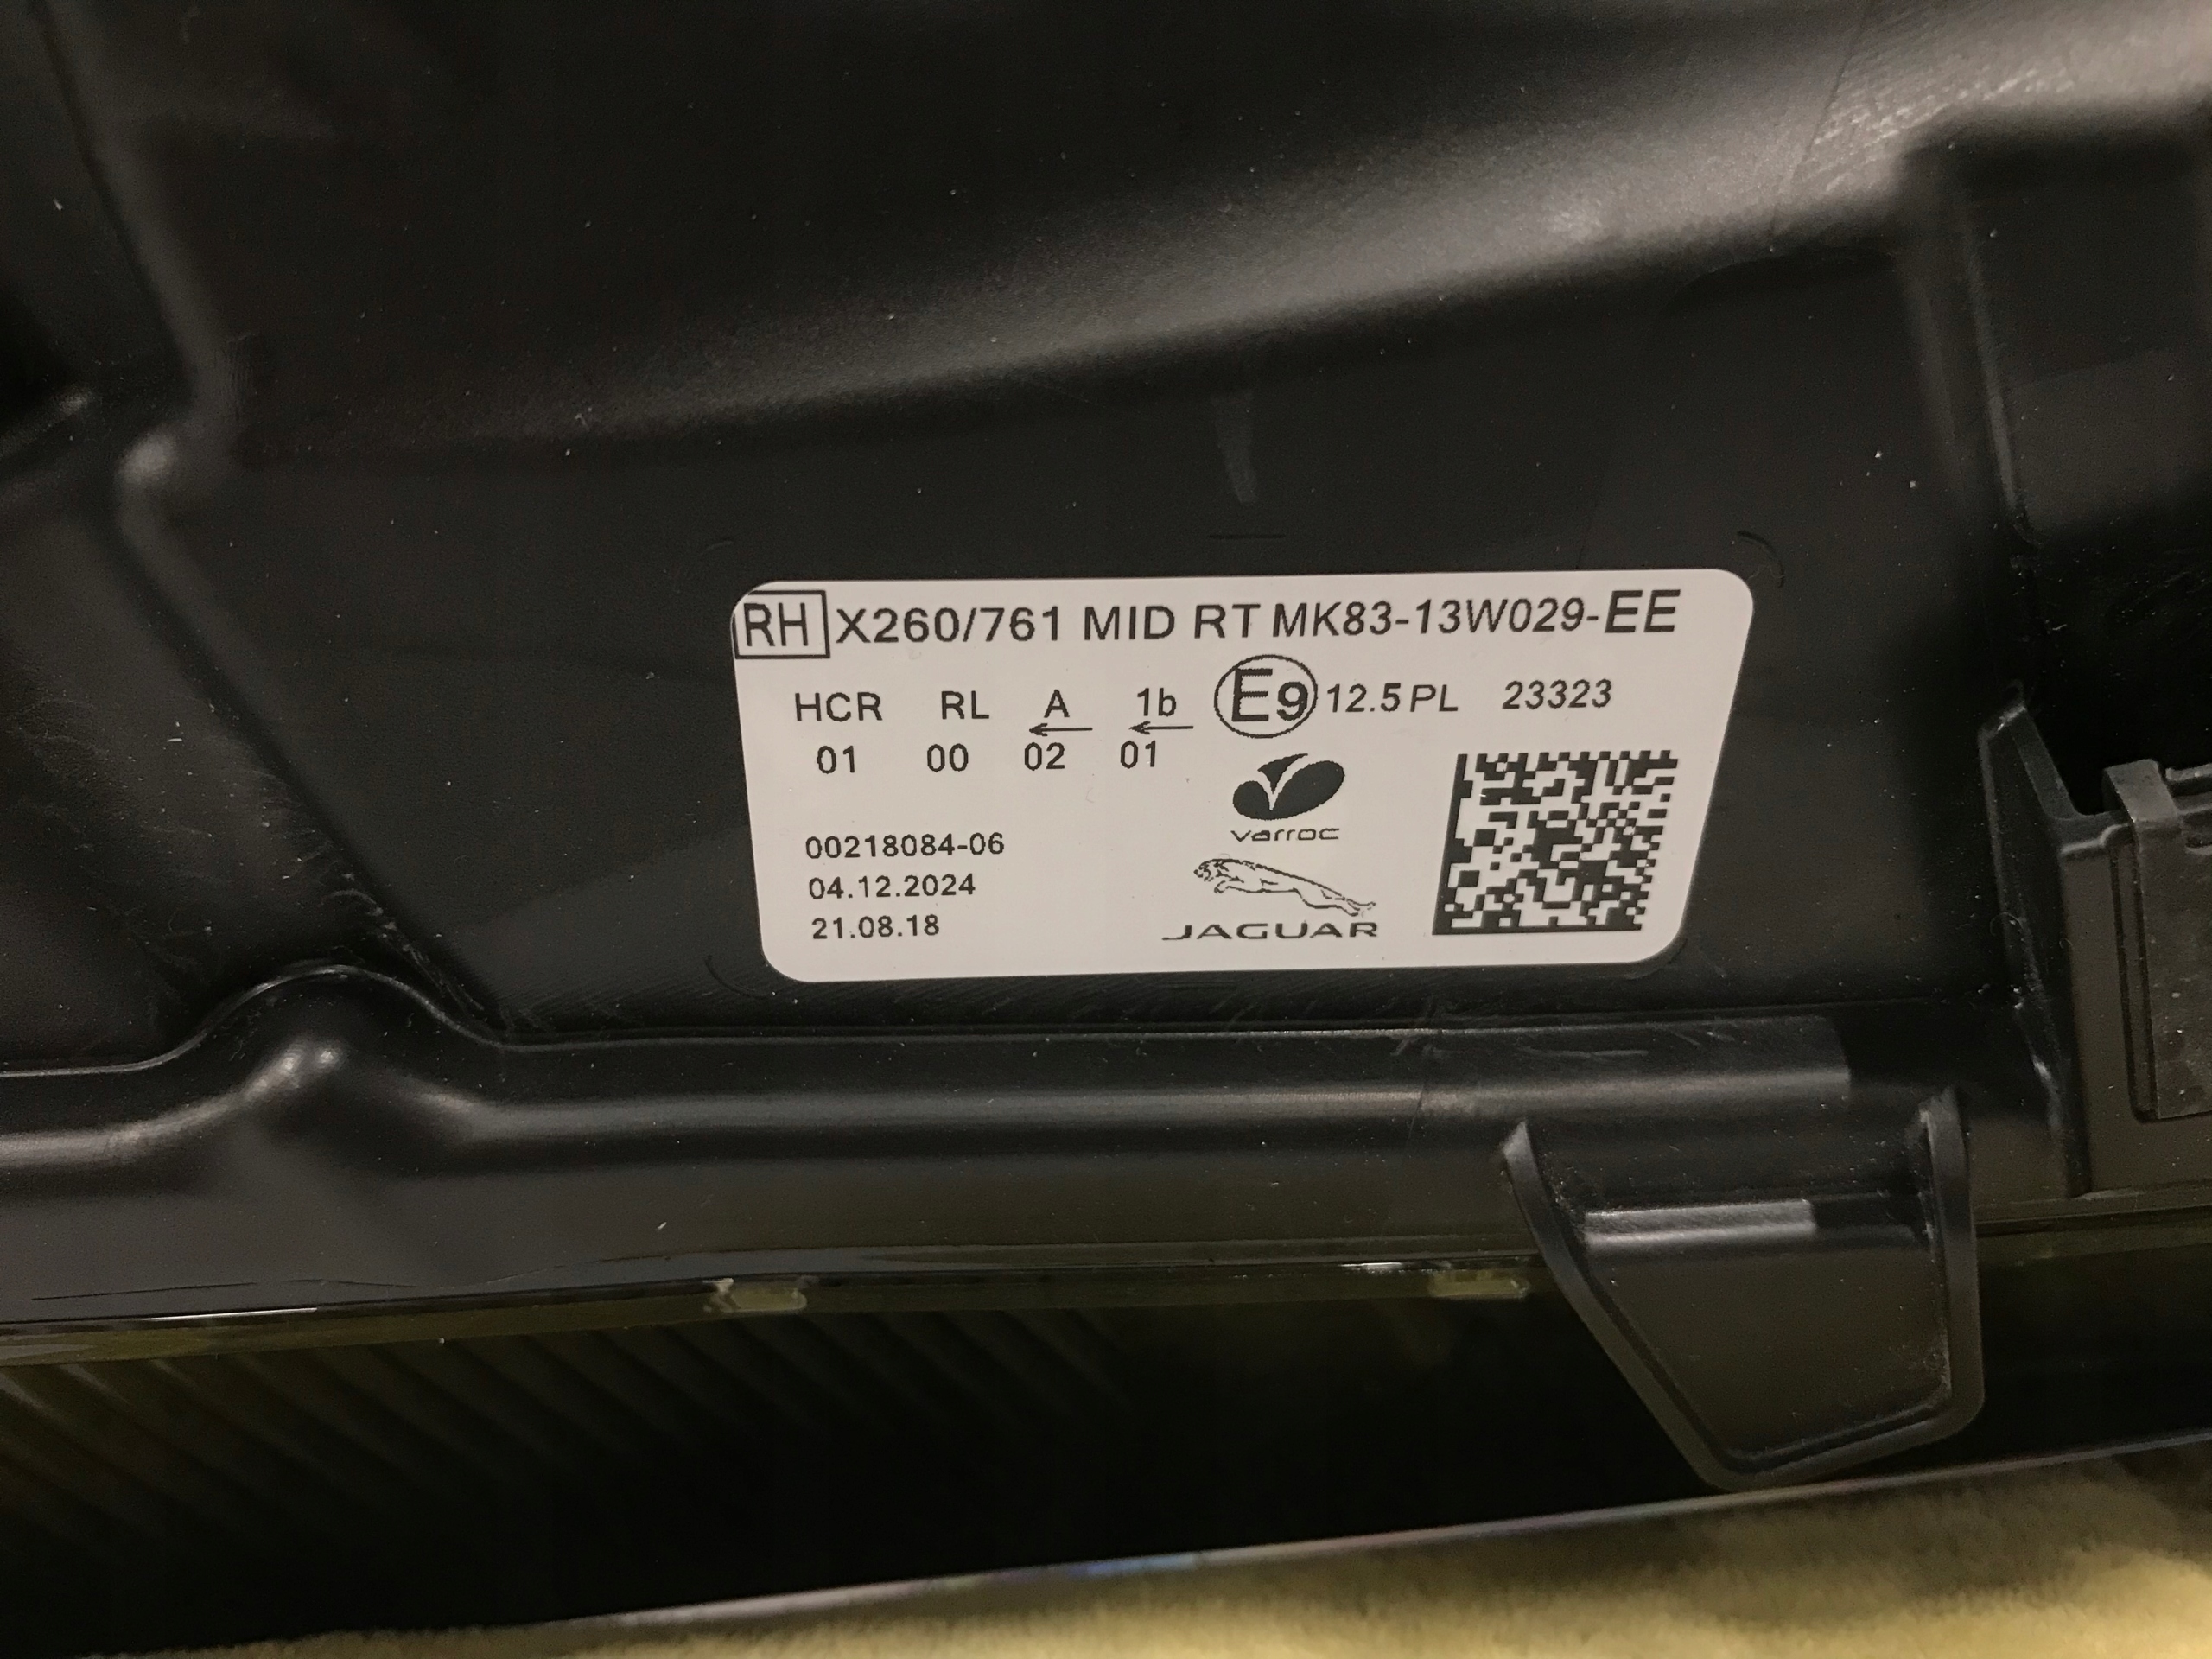 RH X260/761 MID RT MK83-13W029-EE
HCR RL A 1b E9 12.5 PL 23323
01 00 02 01
varroc
00218084-06
04.12.2024
21.08.18
JAGUAR